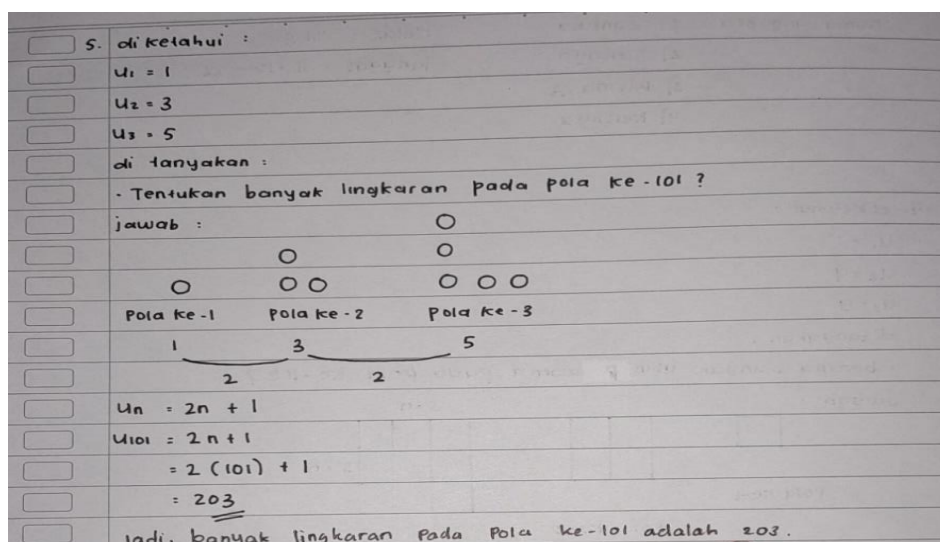 5. diketahui :
U1 = 1
U2 = 3
U3 = 5
di tanyakan :
- Tentukan banyak lingkaran pada pola ke-101 ?
jawab :
Pola ke-1 Pola ke-2 Pola ke-3
1 3 5
2 2
Un = 2n + 1
U101 = 2n + 1
= 2 (101) + 1
= 203
Jadi, banyak lingkaran pada Pola ke-101 adalah 203.